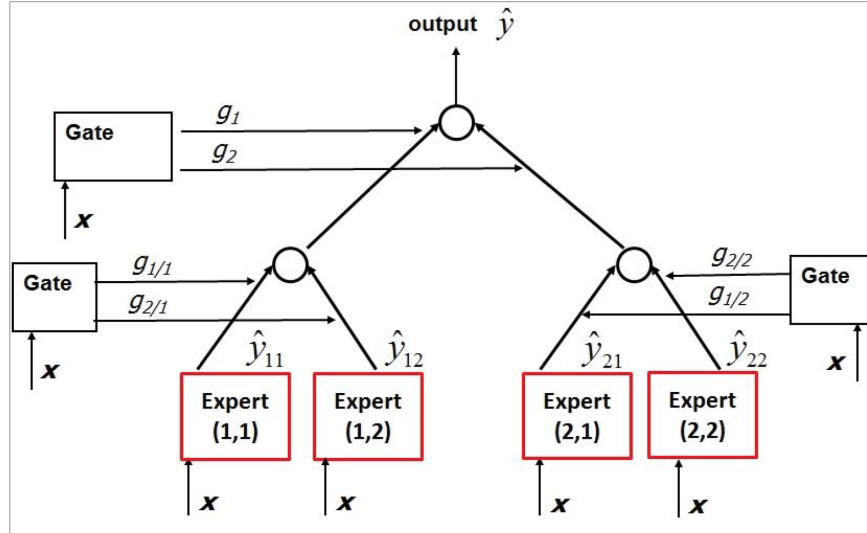 output ŷ
Gate
g₁
g₂
x
Gate
g₁/₁
g₂/₁
x
g₂/₂
g₁/₂
Gate
x
ŷ₁₁
ŷ₁₂
ŷ₂₁
ŷ₂₂
Expert
(1,1)
Expert
(1,2)
Expert
(2,1)
Expert
(2,2)
x
x
x
x